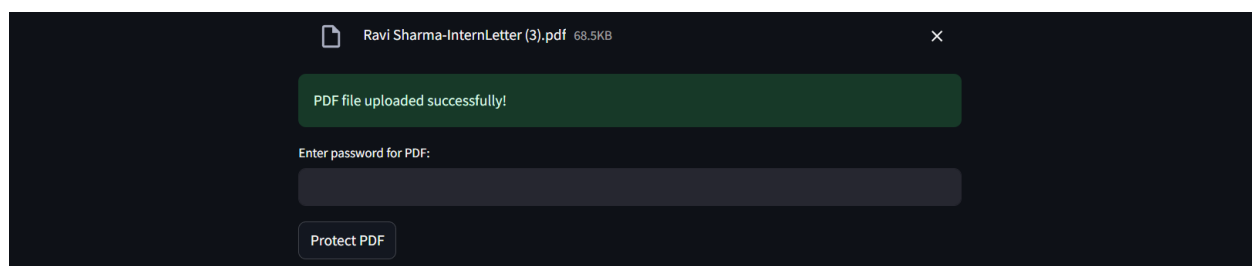 Ravi Sharma-InternLetter (3).pdf 68.5KB
PDF file uploaded successfully!
Enter password for PDF:
Protect PDF